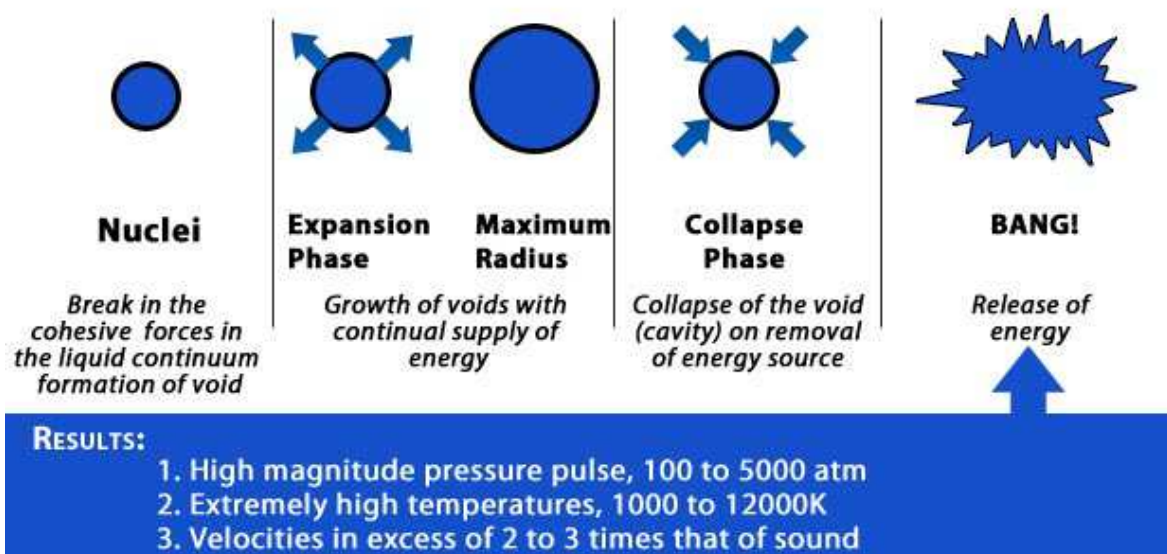 Nuclei
Break in the
cohesive forces in
the liquid continuum
formation of void
Expansion
Phase
Maximum
Radius
Growth of voids with
continual supply of
energy
Collapse
Phase
Collapse of the void
(cavity) on removal
of energy source
BANG!
Release of
energy
RESULTS:
1. High magnitude pressure pulse, 100 to 5000 atm
2. Extremely high temperatures, 1000 to 12000K
3. Velocities in excess of 2 to 3 times that of sound